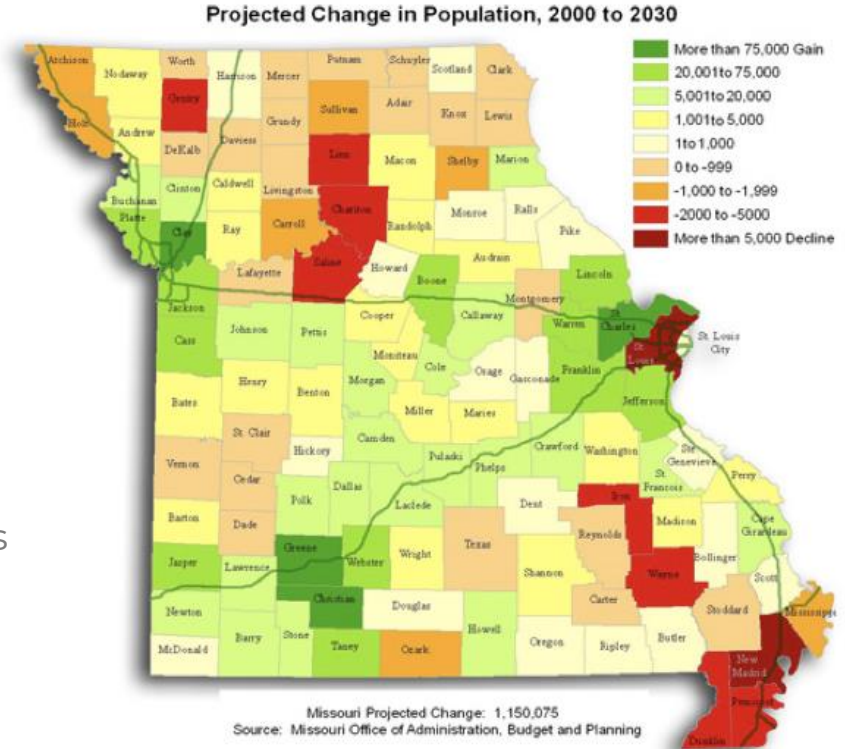 Projected Change in Population, 2000 to 2030
More than 75,000 Gain
20,001to 75,000
5,001to 20,000
1,001to 5,000
1to 1,000
0 to -999
-1,000 to -1,999
-2000 to -5000
More than 5,000 Decline
Atchison
Nodaway
Worth
Harrison
Mercer
Putnam
Schuyler
Scotland
Clark
Gentry
Sullivan
Adair
Knox
Lewis
Holt
Andrew
DeKalb
Daviess
Grundy
Linn
Macon
Shelby
Marion
Buchanan
Clinton
Caldwell
Livingston
Chariton
Randolph
Monroe
Ralls
Pike
Platte
Clay
Ray
Carroll
Saline
Howard
Audrain
Lafayette
Boone
Lincoln
Jackson
Montgomery
Cooper
Callaway
Warren
St.
Charles
St.
Louis
St. Louis
City
Cass
Johnson
Pettis
Moniteau
Cole
Osage
Gasconade
Franklin
Jefferson
Bates
Henry
Benton
Morgan
Miller
Maries
St. Clair
Hickory
Camden
Pulaski
Phelps
Crawford
Washington
Ste
Genevieve
St.
Francois
Perry
Vernon
Cedar
Polk
Dallas
Laclede
Dent
Iron
Madison
Cape
Girardeau
Barton
Dade
Greene
Webster
Wright
Texas
Reynolds
Bollinger
Jasper
Lawrence
Shannon
Wayne
Scott
Christian
Douglas
Carter
Stoddard
Mississippi
Newton
Barry
Stone
Taney
Ozark
Howell
Oregon
Ripley
Butler
McDonald
New
Madrid
Pemiscot
Dunklin
s
Missouri Projected Change: 1,150,075
Source: Missouri Office of Administration, Budget and Planning